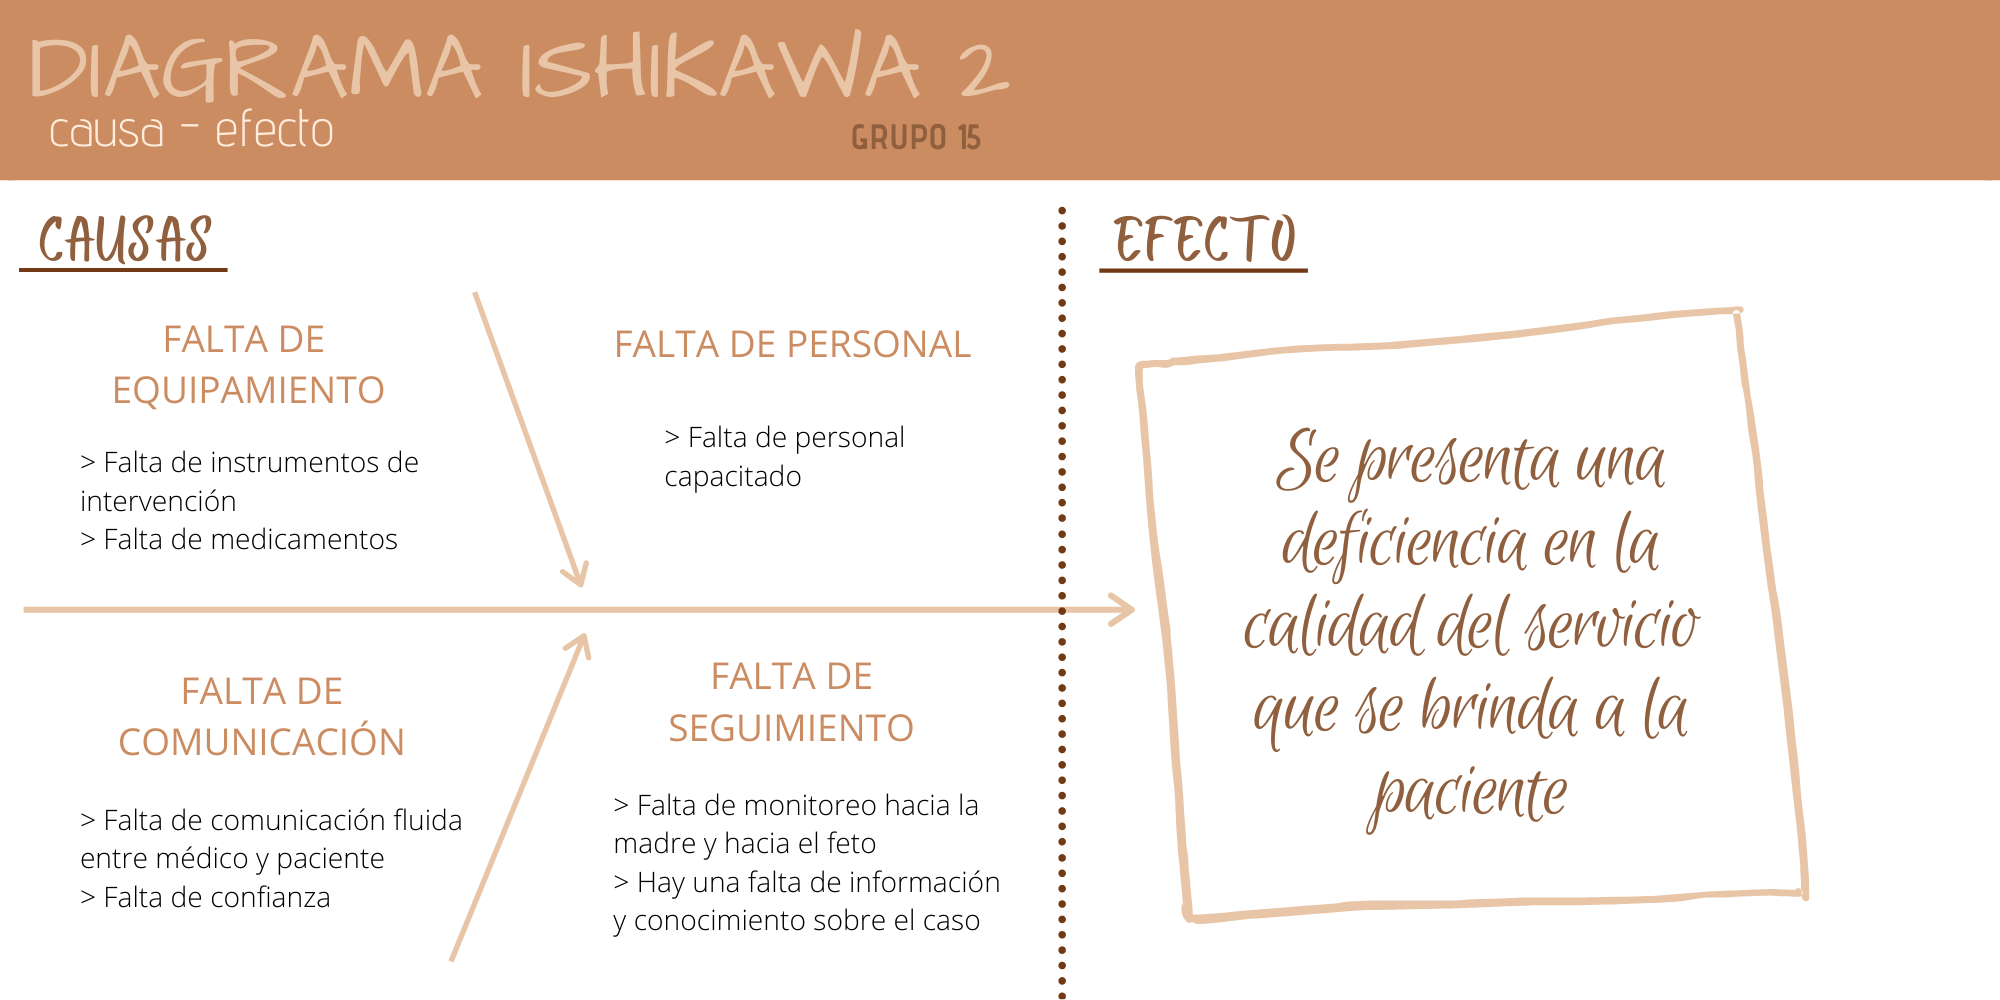 DIAGRAMA ISHIKAWA 2
causa - efecto
GRUPO 15
CAUSAS
FALTA DE
EQUIPAMIENTO
> Falta de instrumentos de
intervención
> Falta de medicamentos
FALTA DE PERSONAL
> Falta de personal
capacitado
FALTA DE
COMUNICACIÓN
> Falta de comunicación fluida
entre médico y paciente
> Falta de confianza
FALTA DE
SEGUIMIENTO
> Falta de monitoreo hacia la
madre y hacia el feto
> Hay una falta de información
y conocimiento sobre el caso
EFECTO
Se presenta una
deficiencia en la
calidad del servicio
que se brinda a la
paciente